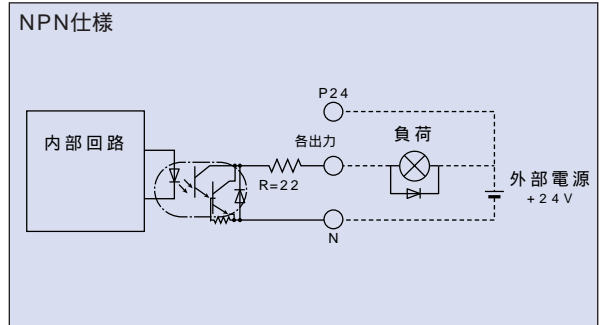 NPN仕様
P24
内部回路
各出力
負荷
R=22
外部電源
+24V
N